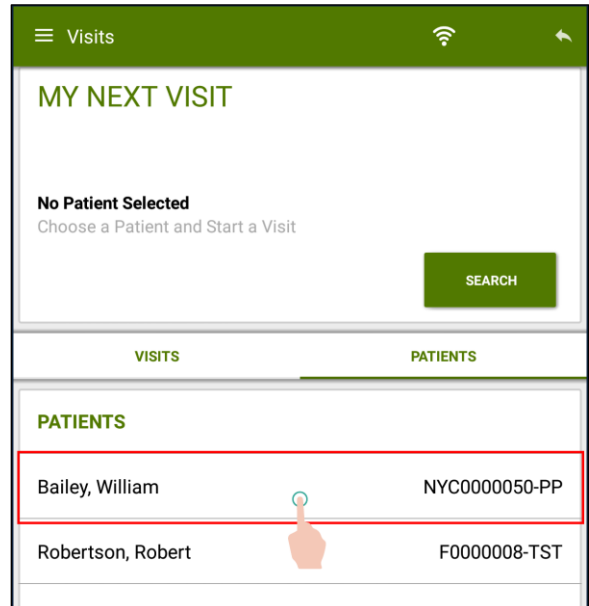 Visits
MY NEXT VISIT
No Patient Selected
Choose a Patient and Start a Visit
SEARCH
VISITS PATIENTS
PATIENTS
Bailey, William NYC0000050-PP
Robertson, Robert F0000008-TST